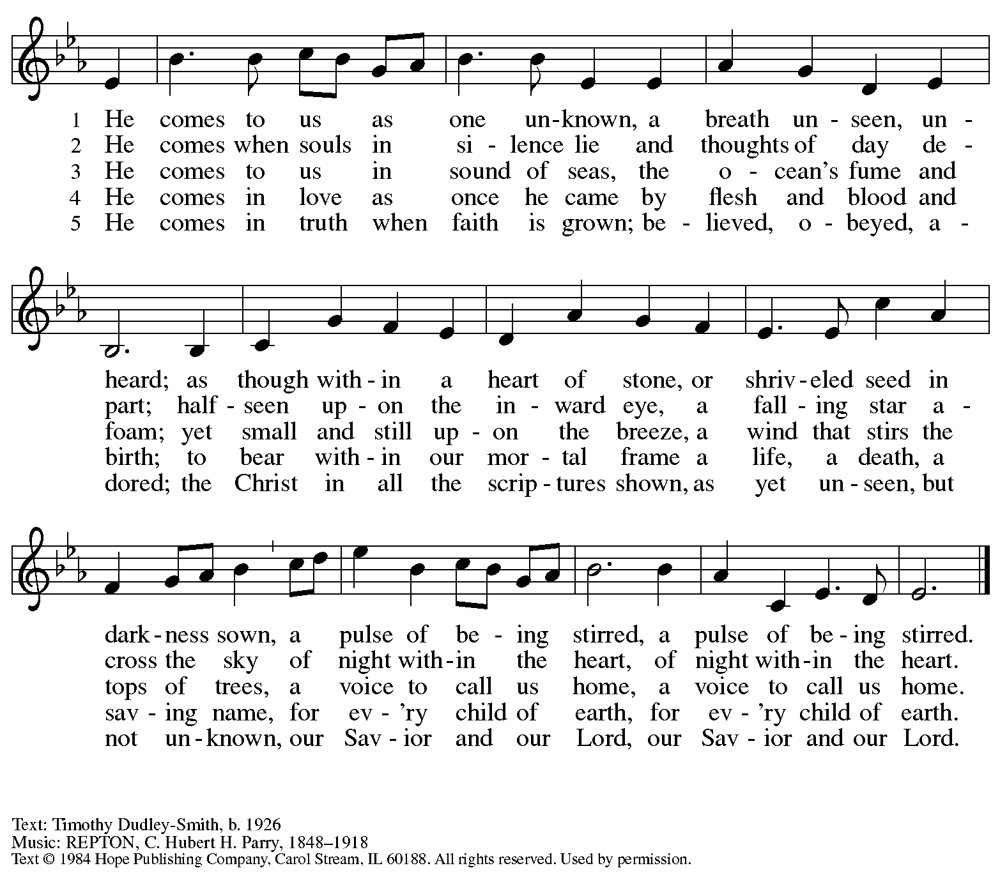 1 He comes to us as one un-known, a breath un - seen, un -
2 He comes when souls in si - lence lie and thoughts of day de -
3 He comes to us in sound of seas, the o - cean's fume and
4 He comes in love as once he came by flesh and blood and
5 He comes in truth when faith is grown; be - lieved, o - beyed, a -
heard; as though with - in a heart of stone, or shriv - eled seed in
part; half - seen up - on the in - ward eye, a fall - ing star a -
foam; yet small and still up - on the breeze, a wind that stirs the
birth; to bear with - in our mor - tal frame a life, a death, a
dored; the Christ in all the scrip - tures shown, as yet un - seen, but
dark - ness sown, a pulse of be - ing stirred, a pulse of be - ing stirred.
cross the sky of night with - in the heart, of night with - in the heart.
tops of trees, a voice to call us home, a voice to call us home.
sav - ing name, for ev - 'ry child of earth, for ev - 'ry child of earth.
not un - known, our Sav - ior and our Lord, our Sav - ior and our Lord.
Text: Timothy Dudley-Smith, b. 1926
Music: REPTON, C. Hubert H. Parry, 1848–1918
Text © 1984 Hope Publishing Company, Carol Stream, IL 60188. All rights reserved. Used by permission.